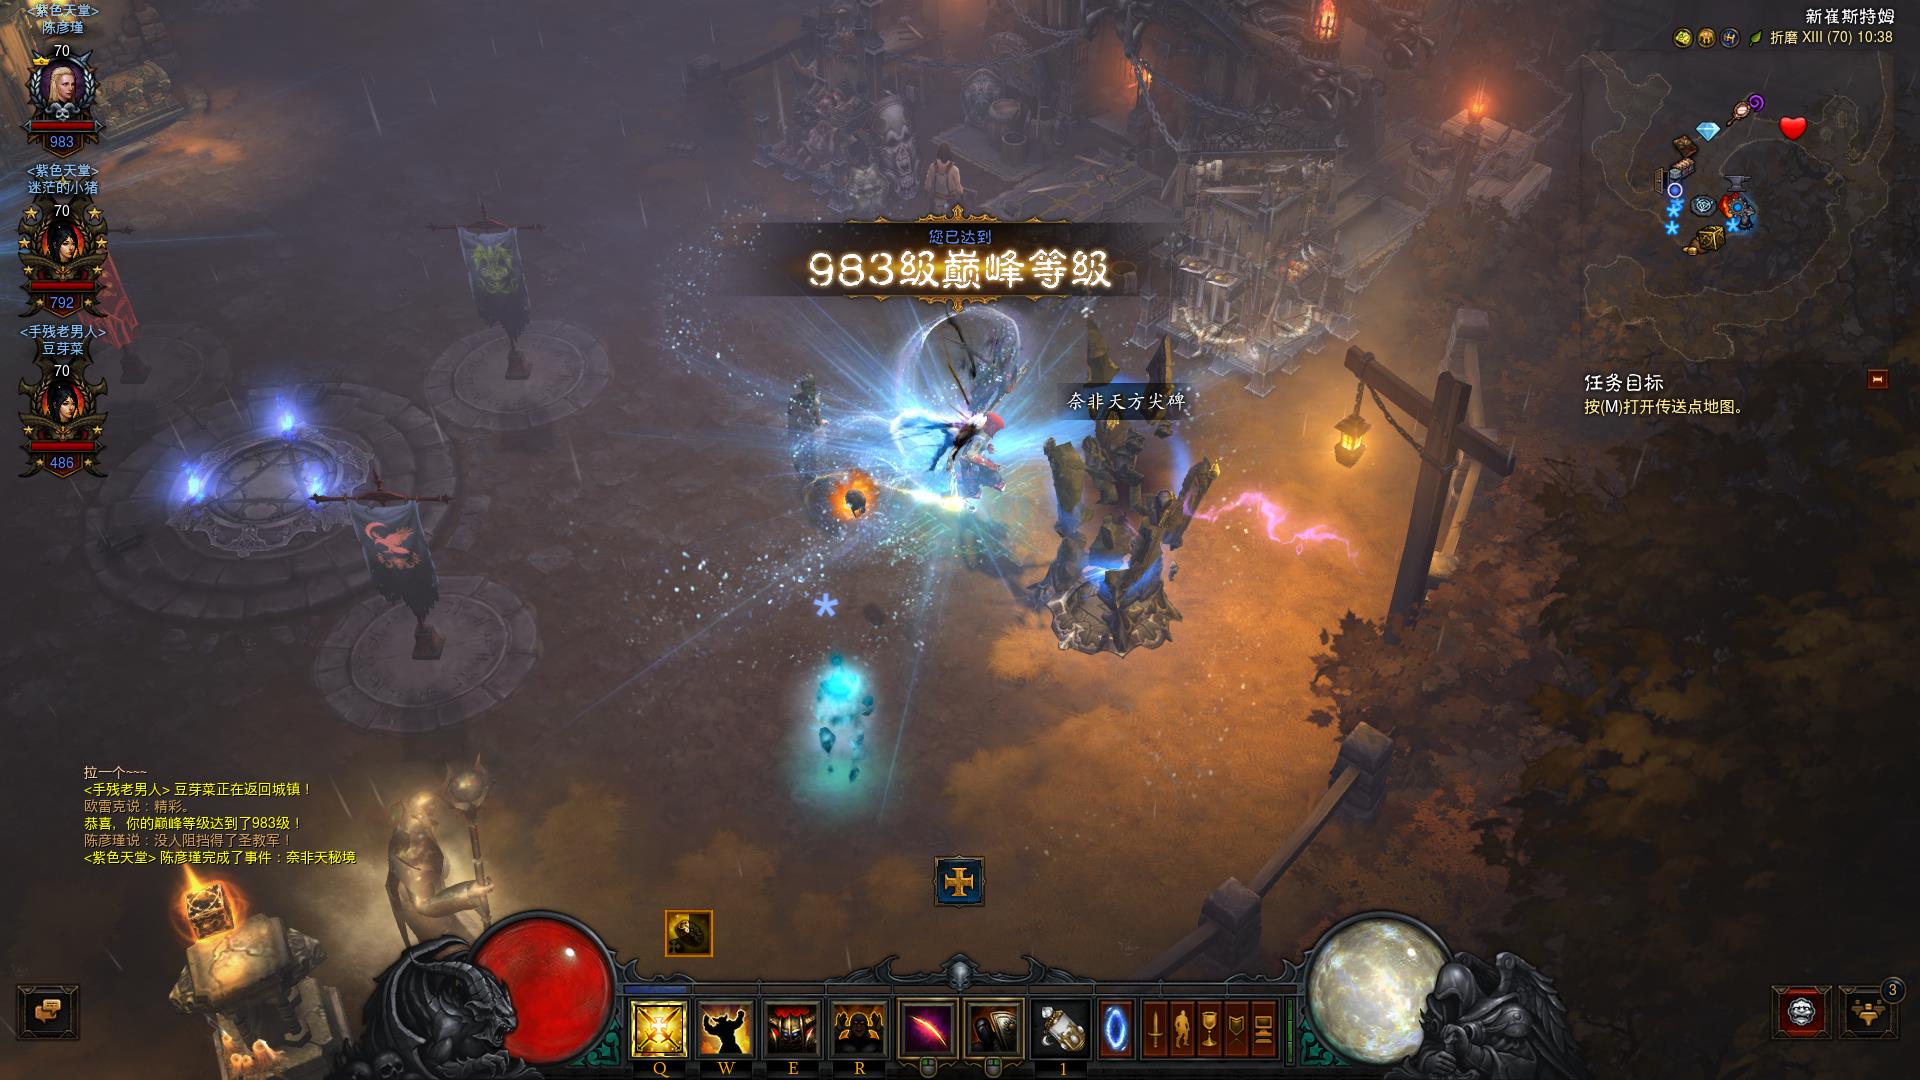 <紫色天堂>
陈彦瑾
70
983
<紫色天堂>
迷茫的小猪
70
792
<手残老男人>
豆芽菜
70
486
您已达到
983级巅峰等级
奈非天方尖碑
新崔斯特姆
折磨 XIII (70) 10:38
任务目标
按(M)打开传送点地图。
拉一个~~~
<手残老男人> 豆芽菜正在返回城镇！
欧雷克说：精彩。
恭喜，你的巅峰等级达到了983级！
陈彦瑾说：没人阻挡得了圣教军！
<紫色天堂> 陈彦瑾完成了事件：奈非天秘境
Q
W
E
R
1
3